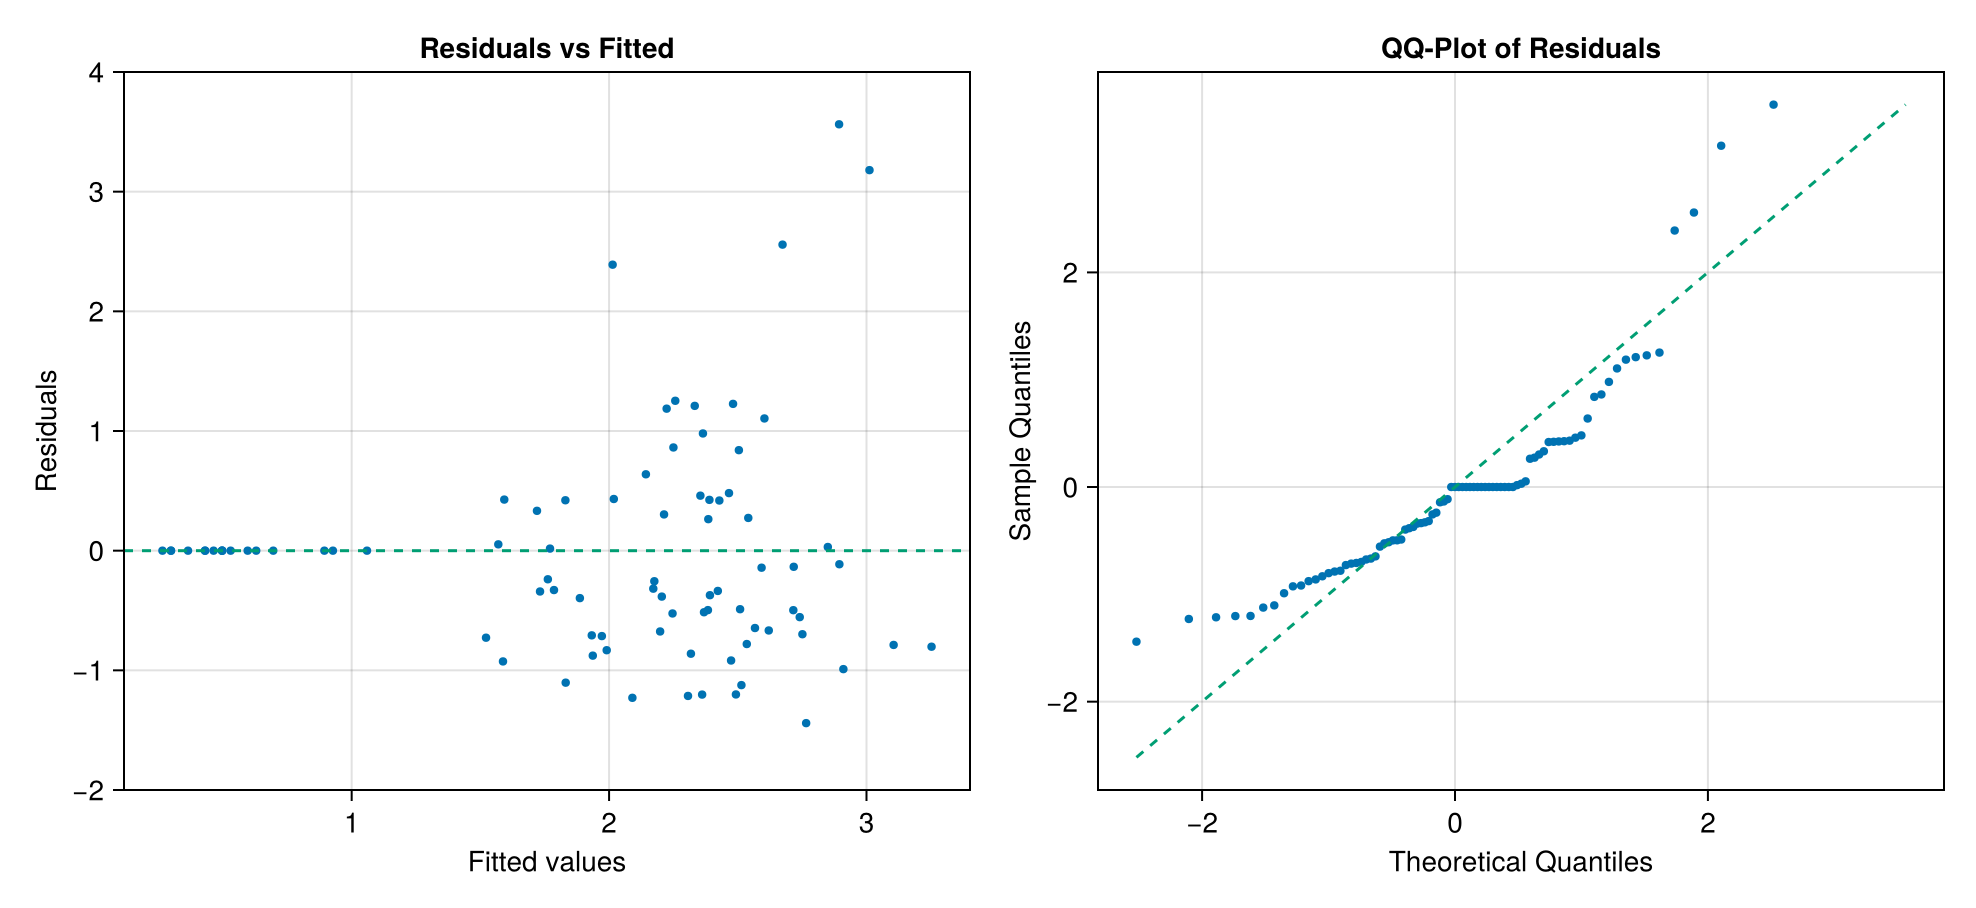 Residuals vs Fitted
4
3
2
1
0
−1
−2
Residuals
1
2
3
Fitted values
QQ-Plot of Residuals
2
0
−2
Sample Quantiles
−2
0
2
Theoretical Quantiles